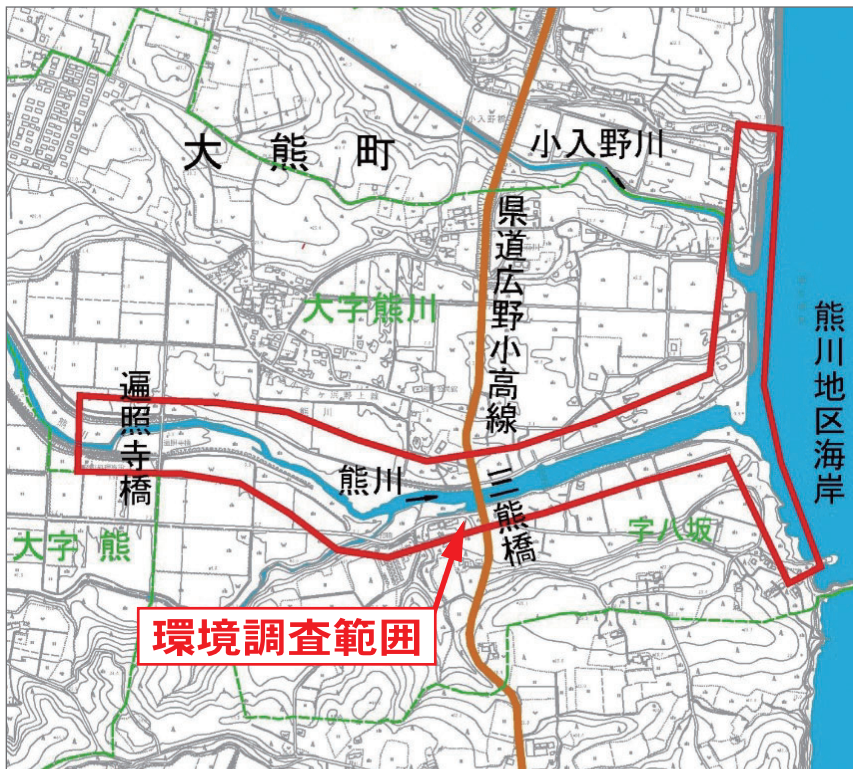 大熊町
小入野川
県道広野小高線
大字熊川
熊川地区海岸
遍照寺橋
熊川
三熊橋
字八坂
大字 熊
環境調査範囲